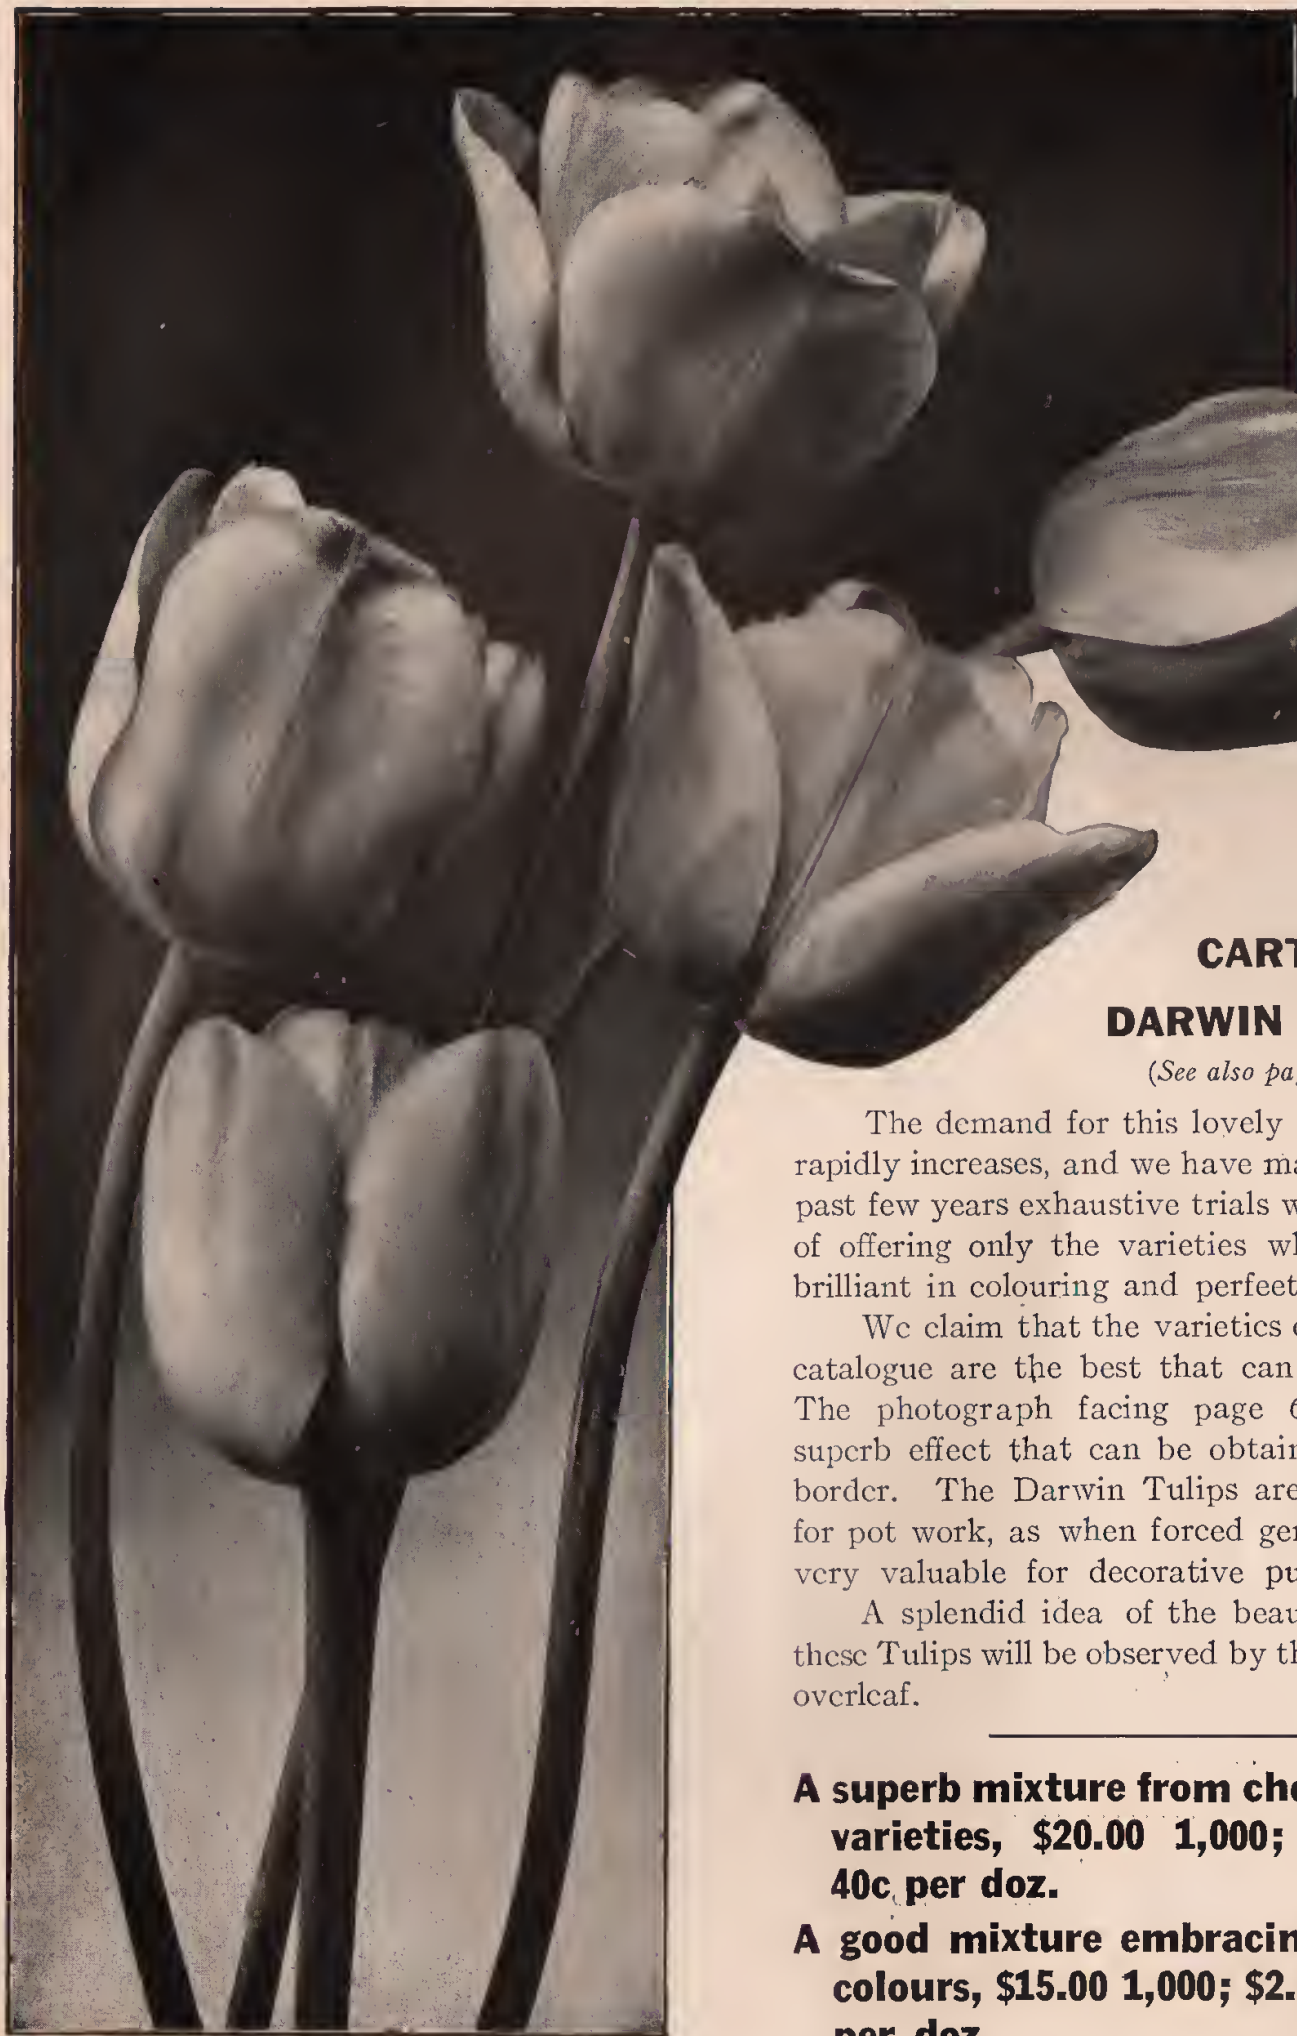 CART
DARWIN
(See also pa
The demand for this lovely
rapidly increases, and we have ma
past few years exhaustive trials w
of offering only the varieties wh
brilliant in colouring and perfect
We claim that the varieties
catalogue are the best that can
The photograph facing page
superb effect that can be obtain
border. The Darwin Tulips are
for pot work, as when forced ger
very valuable for decorative pu
A splendid idea of the beau
these Tulips will be observed by th
overleaf.
A superb mixture from cho
varieties, $20.00 1,000;
40c. per doz.
A good mixture embracin
colours, $15.00 1,000; $2.
per doz